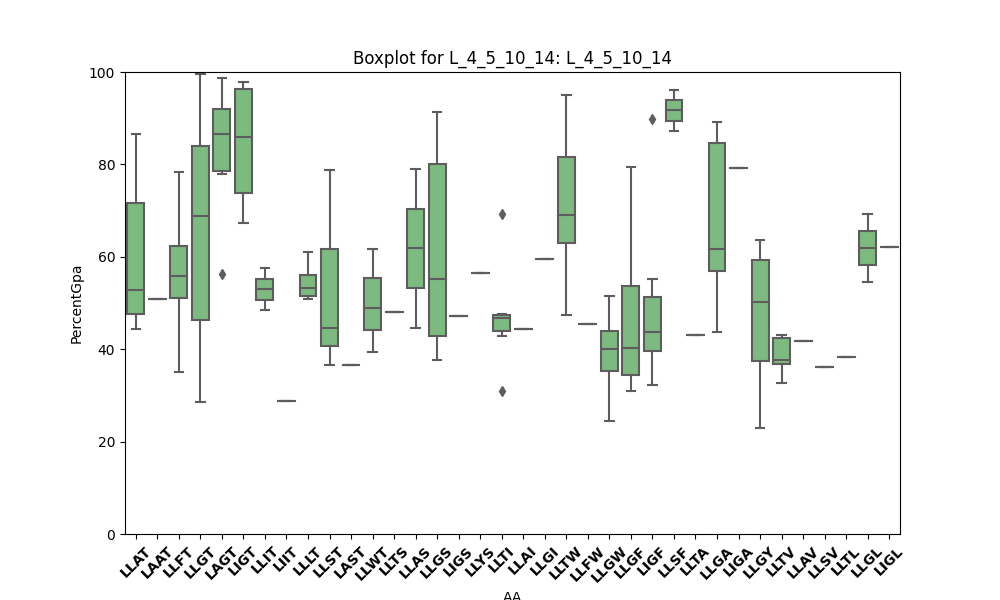 Boxplot for L_4_5_10_14: L_4_5_10_14
PercentGpa
100
80
60
40
20
0
LLAT LAAT LLFT LLGT LAGT LIGT LLIT LIIT LLLT LLST LAST LLWT LLTS LLAS LLGS LIGS LLYS LLTI LLAI LLGI LLTW LLFW LLGW LLGF LIGF LLSF LLTA LLGA LIGA LLGY LLTV LLAV LLSV LLTL LLGL LIGL
AA